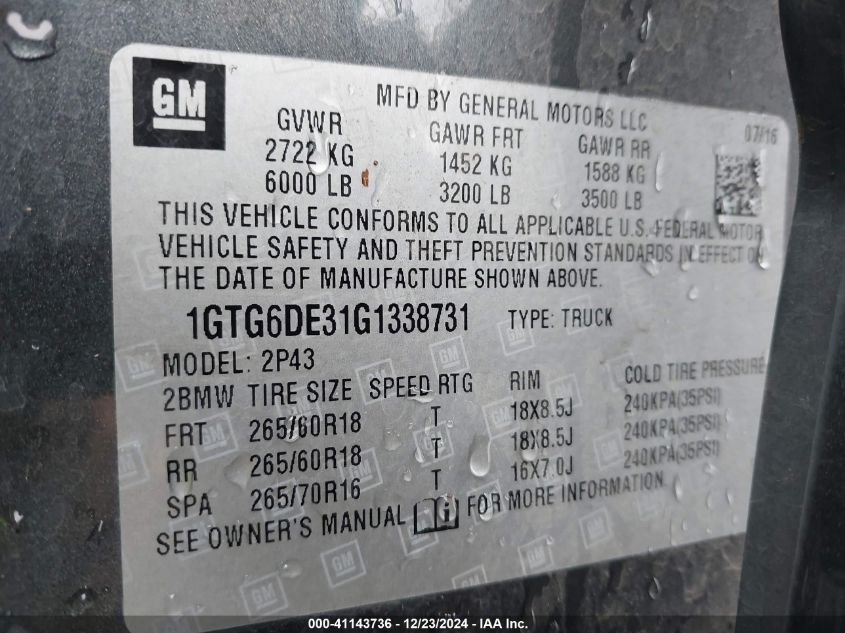 GM
MFD BY GENERAL MOTORS LLC 07/16
GVWR GAWR FRT GAWR RR
2722 KG 1452 KG 1588 KG
6000 LB 3200 LB 3500 LB
THIS VEHICLE CONFORMS TO ALL APPLICABLE U.S. FEDERAL MOTOR
VEHICLE SAFETY AND THEFT PREVENTION STANDARDS IN EFFECT ON
THE DATE OF MANUFACTURE SHOWN ABOVE.
1GTG6DE31G1338731 TYPE: TRUCK
MODEL: 2P43
2BMW TIRE SIZE SPEED RTG RIM COLD TIRE PRESSURE
FRT 265/60R18 T 18X8.5J 240KPA(35PSI)
RR 265/60R18 T 18X8.5J 240KPA(35PSI)
SPA 265/70R16 T 16X7.0J 240KPA(35PSI)
SEE OWNER'S MANUAL FOR MORE INFORMATION
000-41143736 - 12/23/2024 - IAA Inc.